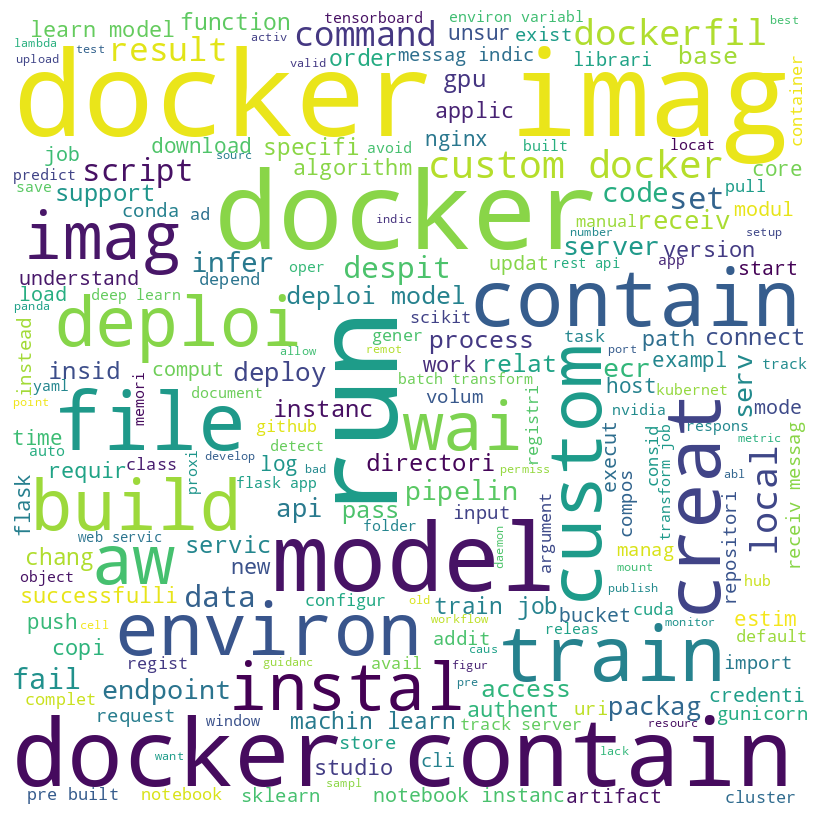 learn model
function
tensorboard
environ variabl
best
lambda
test
activ
command
unsur
exist
dockerfil
upload
result
valid
order
messag indic
librari
base
docker imag
gpu
applic
container
nginx
job
download
specifi
avoid
built
locat
predict
script
sourc
algorithm
custom docker
core
save
support
docker
code
set
pull
conda
ad
indic
manual
receiv
modul
imag
number
setup
understand
infer
oper
despit
server
version
depend
updat
rest api
app
start
load
deep learn
deploi model
contain
panda
scikit
deploi
run
gener
process
task
port
path
connect
instead
allow
work
relat
ecr
exampl
track
insid
comput
deploy
remot
batch transform
host
kubernet
serv
yaml
memori
document
volum
custom
nvidia
mode
point
file
instanc
wai
registri
creat
respons
time
github
execut
consid
transform job
metric
auto
class
proxi
detect
log
directori
local
receiv messag
requir
develop
bad
permiss
abl
flask
build
flask app
pass
pipelin
compos
repositori
api
input
argument
folder
model
web servic
daemon
manag
hub
chang
aw
servic
mount
object
new
successfulli
data
configur
old
train job
publish
cuda
estim
bucket
monitor
push
cell
environ
workflow
addit
releas
default
copi
train
caus
regist
guidanc
avail
figur
import
fail
instal
access
complet
endpoint
pre
authent
uri
packag
credenti
request
window
machin learn
track server
resourc
gunicorn
docker contain
want
store
cli
lack
studio
sampl
pre built
notebook
sklearn
notebook instanc
artifact
cluster